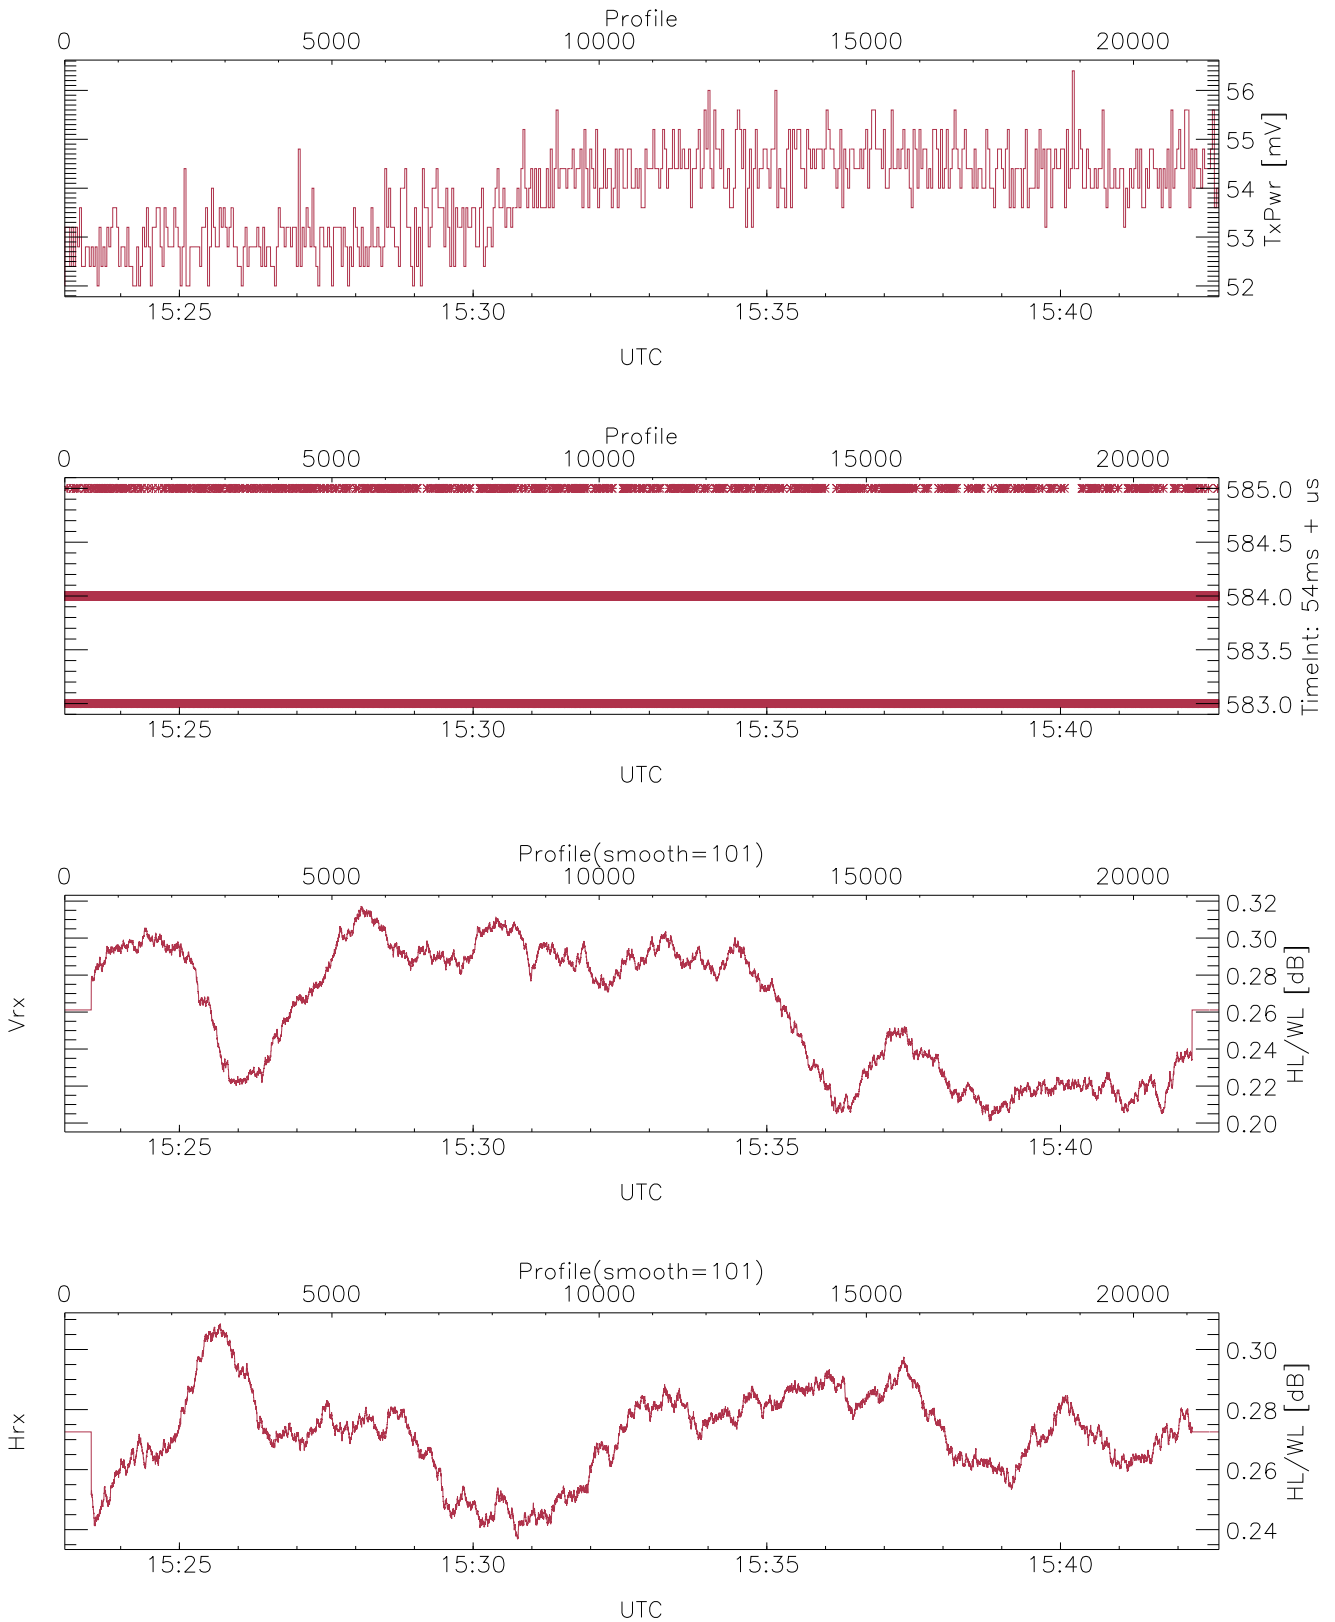 Profile
0 5000 10000 15000 20000
56
55
54
53
52
TxPwr [mV]
15:25 15:30 15:35 15:40
UTC
Profile
0 5000 10000 15000 20000
585.0
584.5
584.0
583.5
583.0
TimeInt: 54ms + us
15:25 15:30 15:35 15:40
UTC
Profile(smooth=101)
0 5000 10000 15000 20000
Vrx
0.32
0.30
0.28
0.26
0.24
0.22
0.20
HL/WL [dB]
15:25 15:30 15:35 15:40
UTC
Profile(smooth=101)
0 5000 10000 15000 20000
Hrx
0.30
0.28
0.26
0.24
HL/WL [dB]
15:25 15:30 15:35 15:40
UTC